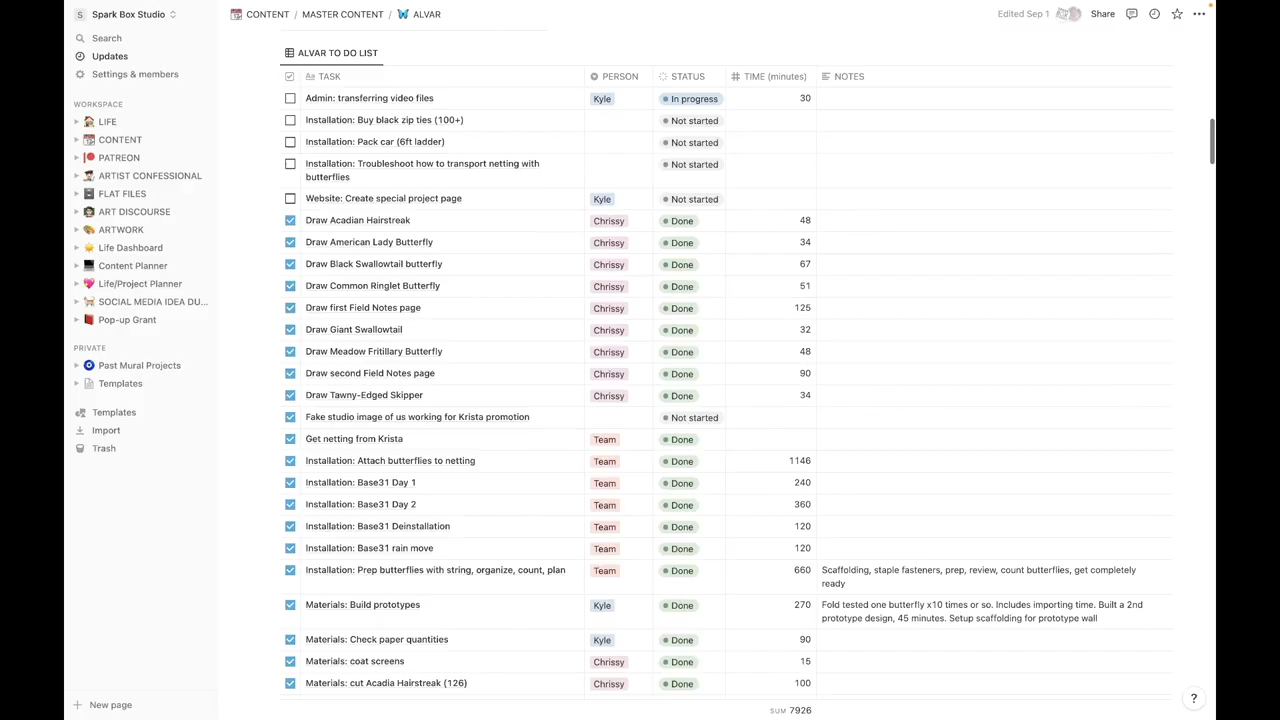 S Spark Box Studio
Search
Updates
Settings & members
WORKSPACE
LIFE
CONTENT
PATREON
ARTIST CONFESSIONAL
FLAT FILES
ART DISCOURSE
ARTWORK
Life Dashboard
Content Planner
Life/Project Planner
SOCIAL MEDIA IDEA DU...
Pop-up Grant
PRIVATE
Past Mural Projects
Templates
Templates
Import
Trash
New page
CONTENT / MASTER CONTENT / ALVAR
Edited Sep 1 Share
ALVAR TO DO LIST
Aa TASK PERSON STATUS # TIME (minutes) NOTES
Admin: transferring video files Kyle In progress 30
Installation: Buy black zip ties (100+) Not started
Installation: Pack car (6ft ladder) Not started
Installation: Troubleshoot how to transport netting with Not started
butterflies
Website: Create special project page Kyle Not started
Draw Acadian Hairstreak Chrissy Done 48
Draw American Lady Butterfly Chrissy Done 34
Draw Black Swallowtail butterfly Chrissy Done 67
Draw Common Ringlet Butterfly Chrissy Done 51
Draw first Field Notes page Chrissy Done 125
Draw Giant Swallowtail Chrissy Done 32
Draw Meadow Fritillary Butterfly Chrissy Done 48
Draw second Field Notes page Chrissy Done 90
Draw Tawny-Edged Skipper Chrissy Done 34
Fake studio image of us working for Krista promotion Not started
Get netting from Krista Team Done
Installation: Attach butterflies to netting Team Done 1146
Installation: Base31 Day 1 Team Done 240
Installation: Base31 Day 2 Team Done 360
Installation: Base31 Deinstallation Team Done 120
Installation: Base31 rain move Team Done 120
Installation: Prep butterflies with string, organize, count, plan Team Done 660 Scaffolding, staple fasteners, prep, review, count butterflies, get completely
ready
Materials: Build prototypes Kyle Done 270 Fold tested one butterfly x10 times or so. Includes importing time. Built a 2nd
prototype design, 45 minutes. Setup scaffolding for prototype wall
Materials: Check paper quantities Kyle Done 90
Materials: coat screens Chrissy Done 15
Materials: cut Acadia Hairstreak (126) Chrissy Done 100
SUM 7926
?